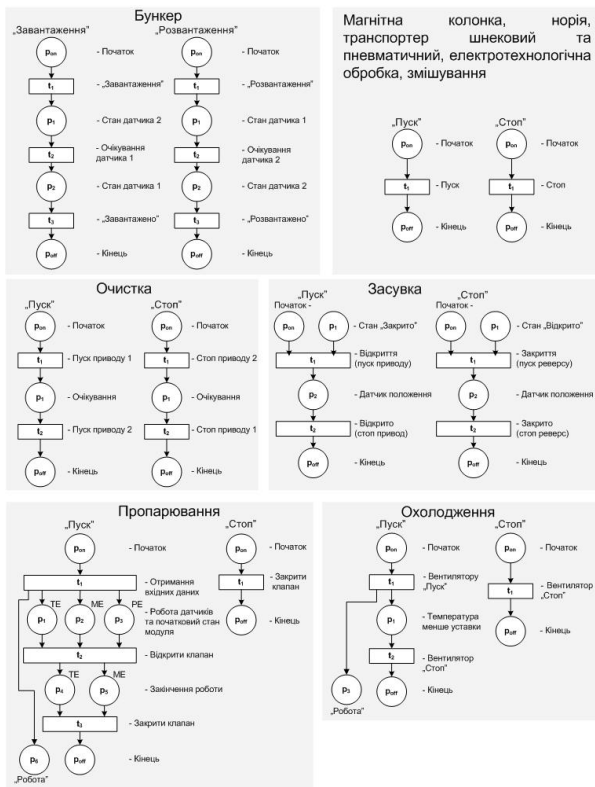 Бункер
„Завантаження”
pon - Початок
t1 - „Завантаження”
p1 - Стан датчика 2
t2 - Очікування
датчика 1
p2 - Стан датчика 1
t3 - „Завантажено”
poff - Кінець
„Розвантаження”
pon - Початок
t1 - „Розвантаження”
p1 - Стан датчика 1
t2 - Очікування
датчика 2
p2 - Стан датчика 2
t3 - „Розвантажено”
poff - Кінець
Магнітна колонка, норія,
транспортер шнековий та
пневматичний, електротехнологічна
обробка, змішування
„Пуск”
pon - Початок
t1 - Пуск
poff - Кінець
„Стоп”
pon - Початок
t1 - Стоп
poff - Кінець
Очистка
„Пуск”
pon - Початок
t1 - Пуск приводу 1
p1 - Очікування
t2 - Пуск приводу 2
poff - Кінець
„Стоп”
pon - Початок
t1 - Стоп приводу 2
p1 - Очікування
t2 - Стоп приводу 1
poff - Кінець
Засувка
„Пуск”
Початок -
pon p1 - Стан „Закрито”
t1 - Відкриття
(пуск приводу)
p2 - Датчик положення
t2 - Відкрито
(стоп привод)
poff - Кінець
„Стоп”
Початок -
pon p1 - Стан „Відкрито”
t1 - Закриття
(пуск реверсу)
p2 - Датчик положення
t2 - Закрито
(стоп реверс)
poff - Кінець
Пропарювання
„Пуск”
pon - Початок
t1 - Отримання
вхідних даних
TE ME PE
p1 p2 p3 - Робота датчиків
та початковий стан
модуля
t2 - Відкрити клапан
TE ME
p4 p5 - Закінчення роботи
t3 - Закрити клапан
p6 poff - Кінець
„Робота”
„Стоп”
pon - Початок
t1 - Закрити
клапан
poff - Кінець
Охолодження
„Пуск”
pon - Початок
t1 - Вентилятору
„Пуск”
p1 - Температура
менше уставки
t2 - Вентилятор
„Стоп”
p3 poff - Кінець
„Робота”
„Стоп”
pon - Початок
t1 - Вентилятор
„Стоп”
poff - Кінець